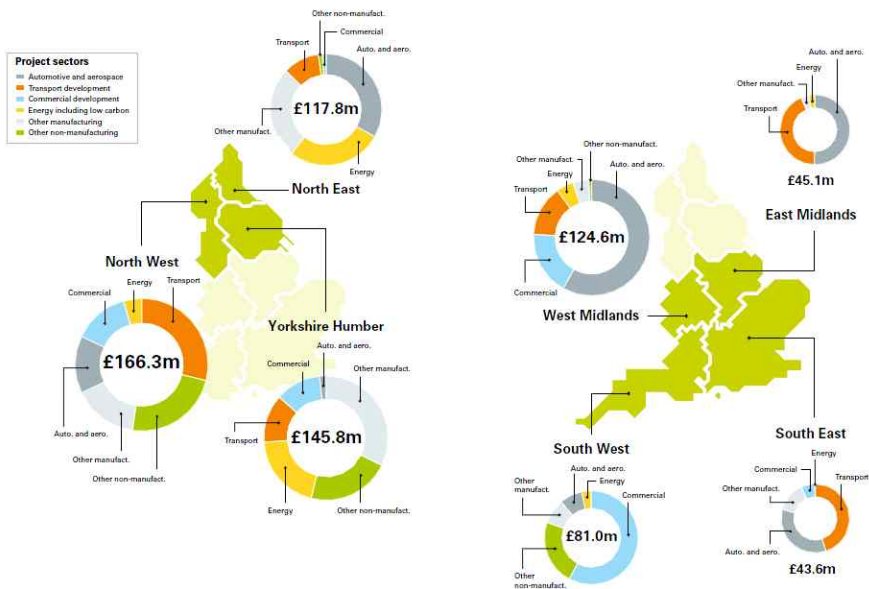 Project sectors
Automotive and aerospace
Transport development
Commercial development
Energy including low carbon
Other manufacturing
Other non-manufacturing
Other non-manufact.
Commercial
Transport
Auto. and aero.
£117.8m
Other manufact.
Energy
North East
North West
Commercial
Energy
Transport
£166.3m
Auto. and aero.
Other manufact.
Other non-manufact.
Yorkshire Humber
Auto. and aero.
Commercial
Other manufact.
Transport
£145.8m
Energy
Other non-manufact.
Auto. and aero.
Energy
Other manufact.
Transport
£45.1m
East Midlands
Other non-manufact.
Other manufact.
Auto. and aero.
Energy
Transport
£124.6m
Commercial
West Midlands
South West
Auto. and aero.
Energy
Other
manufact.
Commercial
£81.0m
Other
non-manufact.
South East
Energy
Commercial
Transport
Other manufact.
Auto. and aero.
£43.6m